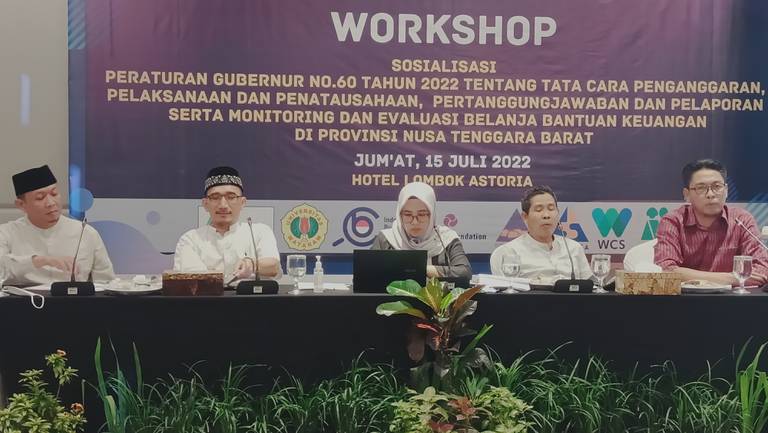 WORKSHOP
SOSIALISASI
PERATURAN GUBERNUR NO.60 TAHUN 2022 TENTANG TATA CARA PENGANGGARAN,
PELAKSANAAN DAN PENATAUSAHAAN, PERTANGGUNGJAWABAN DAN PELAPORAN
SERTA MONITORING DAN EVALUASI BELANJA BANTUAN KEUANGAN
DI PROVINSI NUSA TENGGARA BARAT
JUM'AT, 15 JULI 2022
HOTEL LOMBOK ASTORIA
UNIVERSITAS
MATARAM
WCS